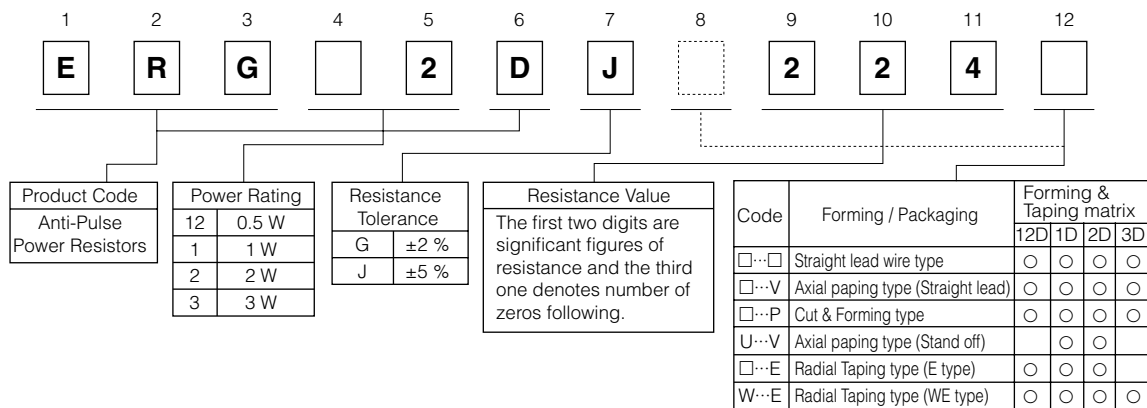 1 2 3 4 5 6 7 8 9 10 11 12
E R G 2 D J 2 2 4
Product Code
Anti-Pulse
Power Resistors
Power Rating
12 0.5 W
1 1 W
2 2 W
3 3 W
Resistance
Tolerance
G ±2 %
J ±5 %
Resistance Value
The first two digits are
significant figures of
resistance and the third
one denotes number of
zeros following.
Code Forming / Packaging Forming &
Taping matrix
12D 1D 2D 3D
□···□ Straight lead wire type ○ ○ ○ ○
□···V Axial paping type (Straight lead) ○ ○ ○ ○
□···P Cut & Forming type ○ ○ ○ ○
U···V Axial paping type (Stand off) ○ ○
□···E Radial Taping type (E type) ○ ○ ○
W···E Radial Taping type (WE type) ○ ○ ○ ○